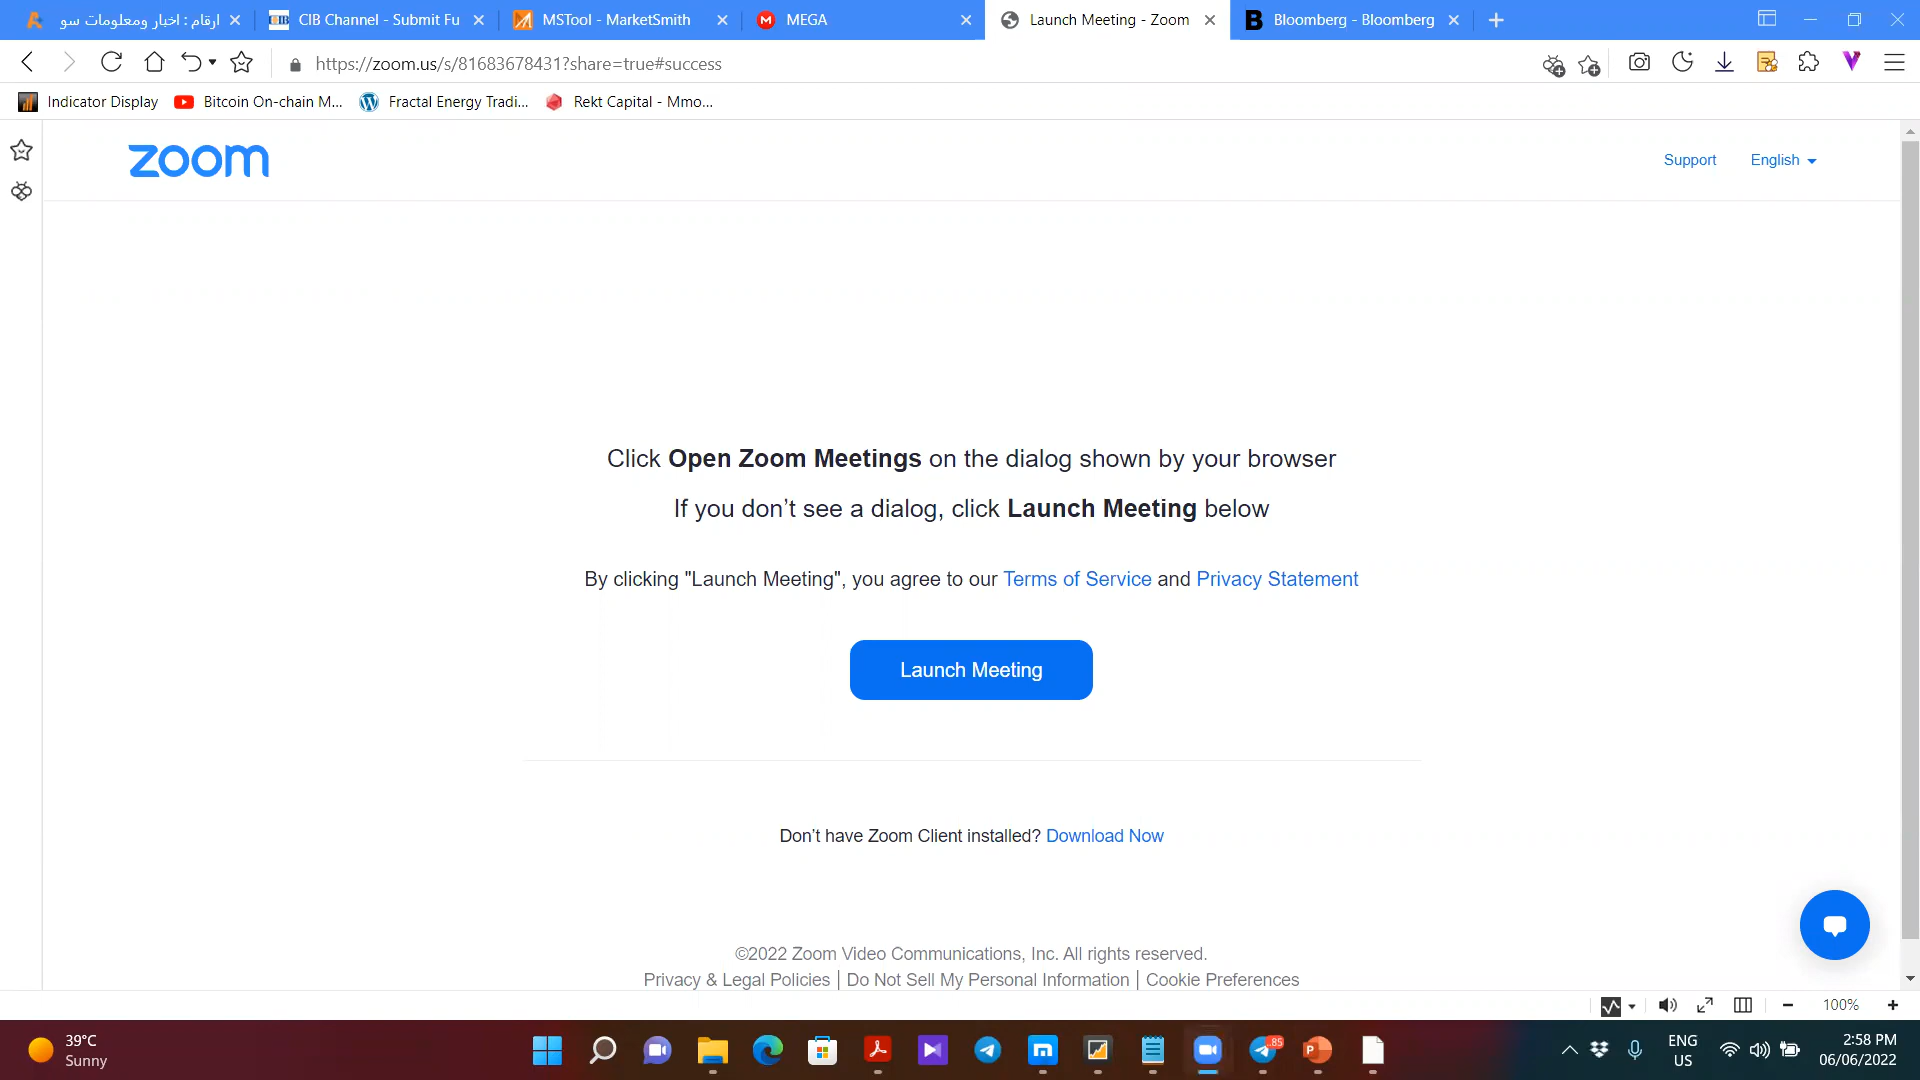 ارقام : اخبار ومعلومات سو
CIB Channel - Submit Fu
MSTool - MarketSmith
MEGA
Launch Meeting - Zoom
Bloomberg - Bloomberg
https://zoom.us/s/81683678431?share=true#success
Indicator Display
Bitcoin On-chain M...
Fractal Energy Tradi...
Rekt Capital - Mmo...
zoom
Support
English
Click Open Zoom Meetings on the dialog shown by your browser
If you don’t see a dialog, click Launch Meeting below
By clicking "Launch Meeting", you agree to our Terms of Service and Privacy Statement
Launch Meeting
Don’t have Zoom Client installed? Download Now
©2022 Zoom Video Communications, Inc. All rights reserved.
Privacy & Legal Policies | Do Not Sell My Personal Information | Cookie Preferences
100%
39°C
Sunny
85
ENG
US
2:58 PM
06/06/2022